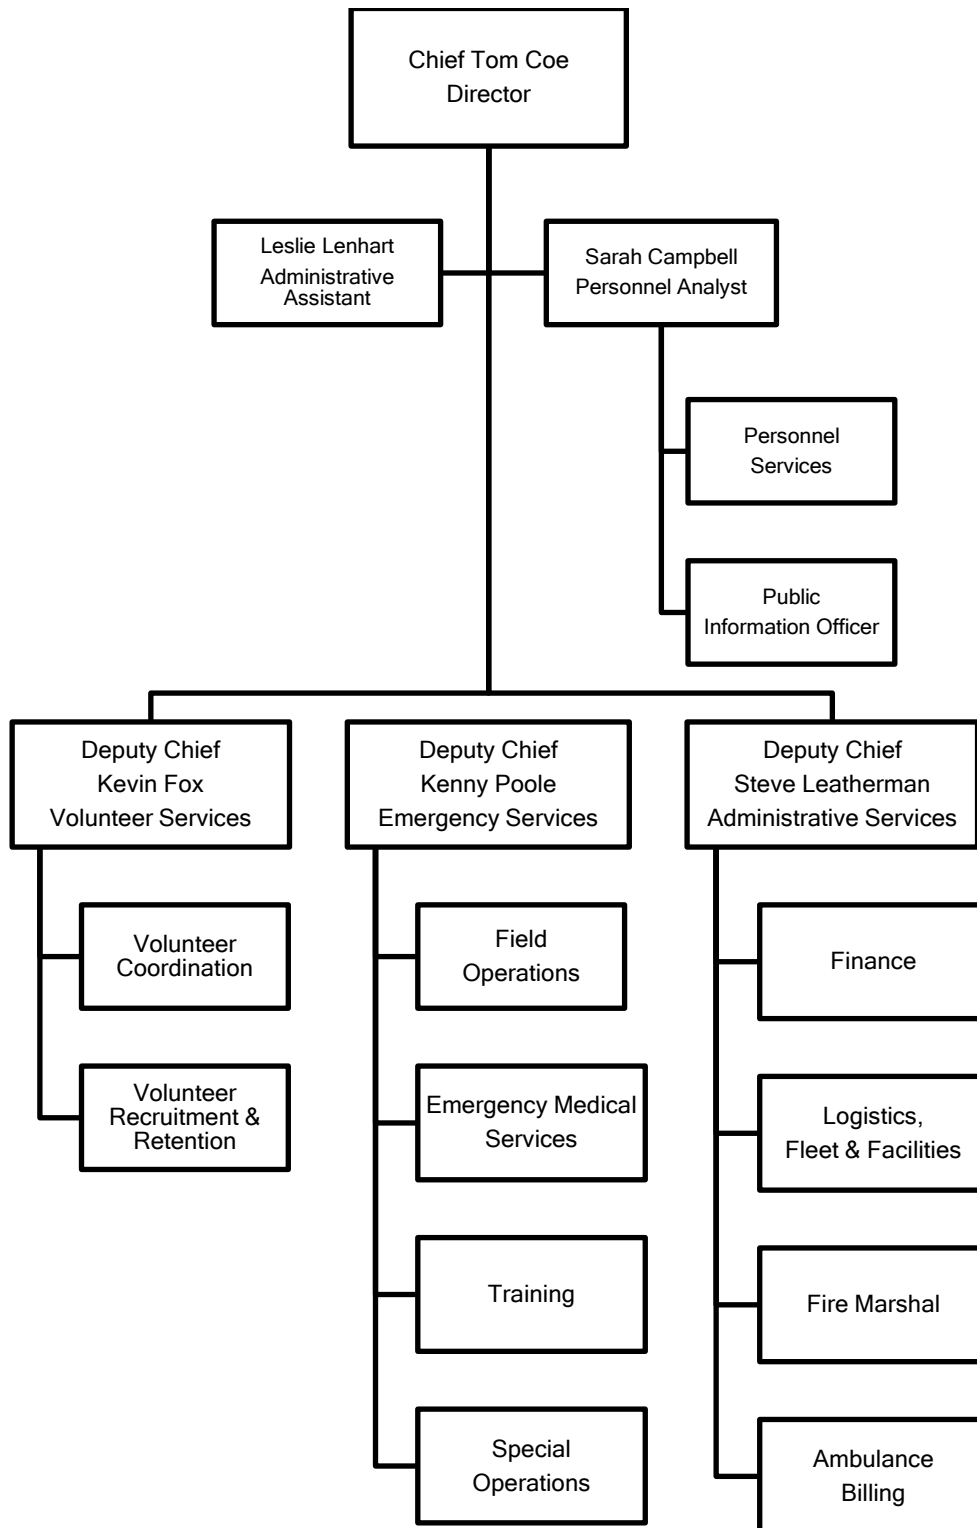 Chief Tom Coe
Director
Leslie Lenhart
Administrative
Assistant
Sarah Campbell
Personnel Analyst
Personnel
Services
Public
Information Officer
Deputy Chief
Kevin Fox
Volunteer Services
Deputy Chief
Kenny Poole
Emergency Services
Deputy Chief
Steve Leatherman
Administrative Services
Volunteer
Coordination
Volunteer
Recruitment &
Retention
Field
Operations
Emergency Medical
Services
Training
Special
Operations
Finance
Logistics,
Fleet & Facilities
Fire Marshal
Ambulance
Billing